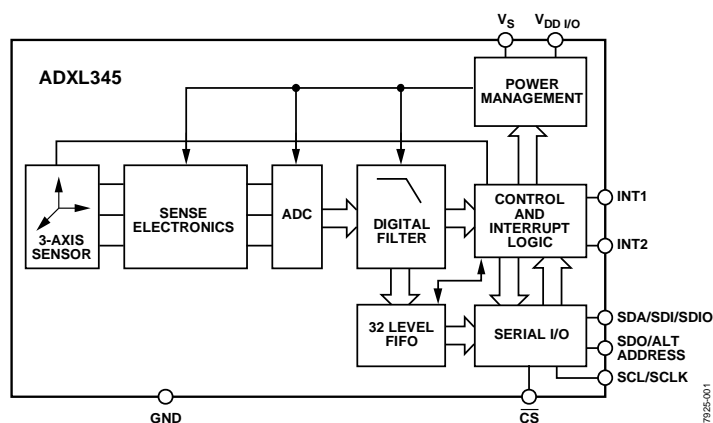 V_S
V_DD I/O
ADXL345
POWER
MANAGEMENT
3-AXIS
SENSOR
SENSE
ELECTRONICS
ADC
DIGITAL
FILTER
CONTROL
AND
INTERRUPT
LOGIC
INT1
INT2
32 LEVEL
FIFO
SERIAL I/O
SDA/SDI/SDIO
SDO/ALT
ADDRESS
SCL/SCLK
GND
CS
7925-001